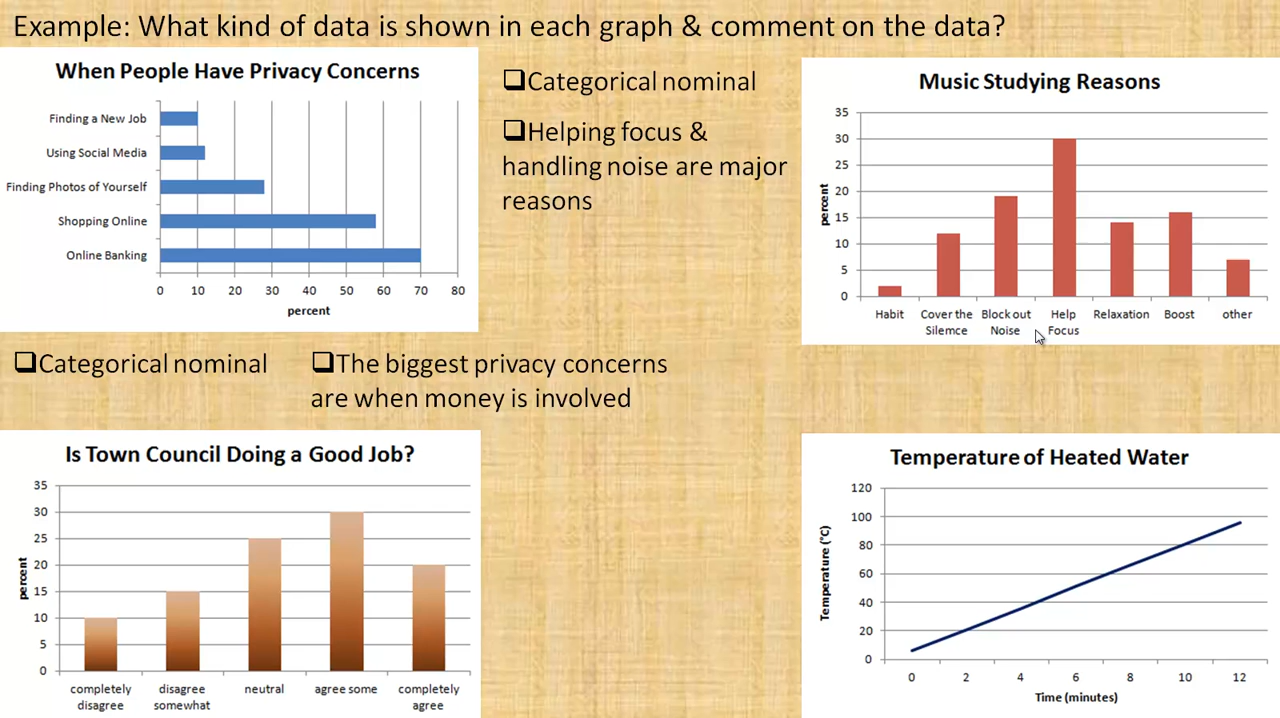 Example: What kind of data is shown in each graph & comment on the data?
When People Have Privacy Concerns
Finding a New Job
Using Social Media
Finding Photos of Yourself
Shopping Online
Online Banking
0 10 20 30 40 50 60 70 80
percent
❑Categorical nominal
❑Helping focus &
handling noise are major
reasons
Music Studying Reasons
35
30
25
20
15
10
5
0
percent
Habit
Cover the
Silemce
Block out
Noise
Help
Focus
Relaxation
Boost
other
❑Categorical nominal
❑The biggest privacy concerns
are when money is involved
Is Town Council Doing a Good Job?
35
30
25
20
15
10
5
0
percent
completely
disagree
disagree
somewhat
neutral
agree some
completely
agree
Temperature of Heated Water
120
100
80
60
40
20
0
Temperature (°C)
0 2 4 6 8 10 12
Time (minutes)